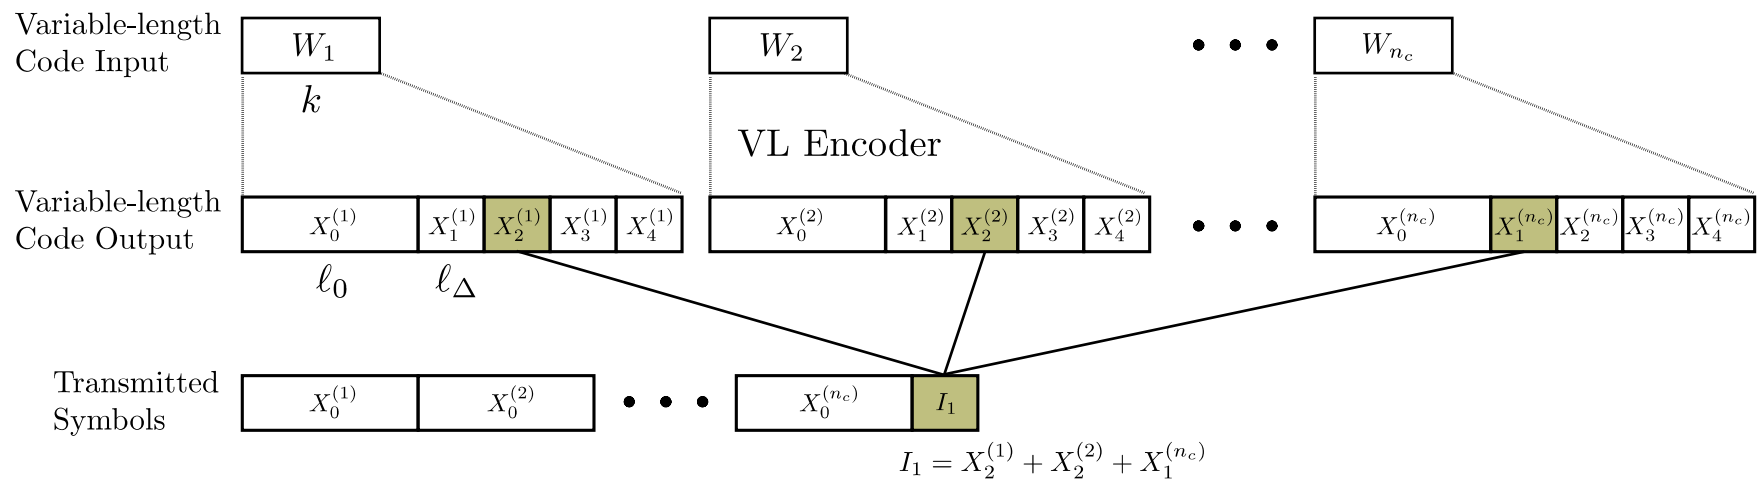 Variable-length
Code Input
W_1 W_2 W_{n_c}
k
VL Encoder
Variable-length
Code Output
X_0^{(1)} X_1^{(1)} X_2^{(1)} X_3^{(1)} X_4^{(1)} X_0^{(2)} X_1^{(2)} X_2^{(2)} X_3^{(2)} X_4^{(2)} X_0^{(n_c)} X_1^{(n_c)} X_2^{(n_c)} X_3^{(n_c)} X_4^{(n_c)}
ℓ_0 ℓ_Δ
Transmitted
Symbols
X_0^{(1)} X_0^{(2)} X_0^{(n_c)} I_1
I_1 = X_2^{(1)} + X_2^{(2)} + X_1^{(n_c)}